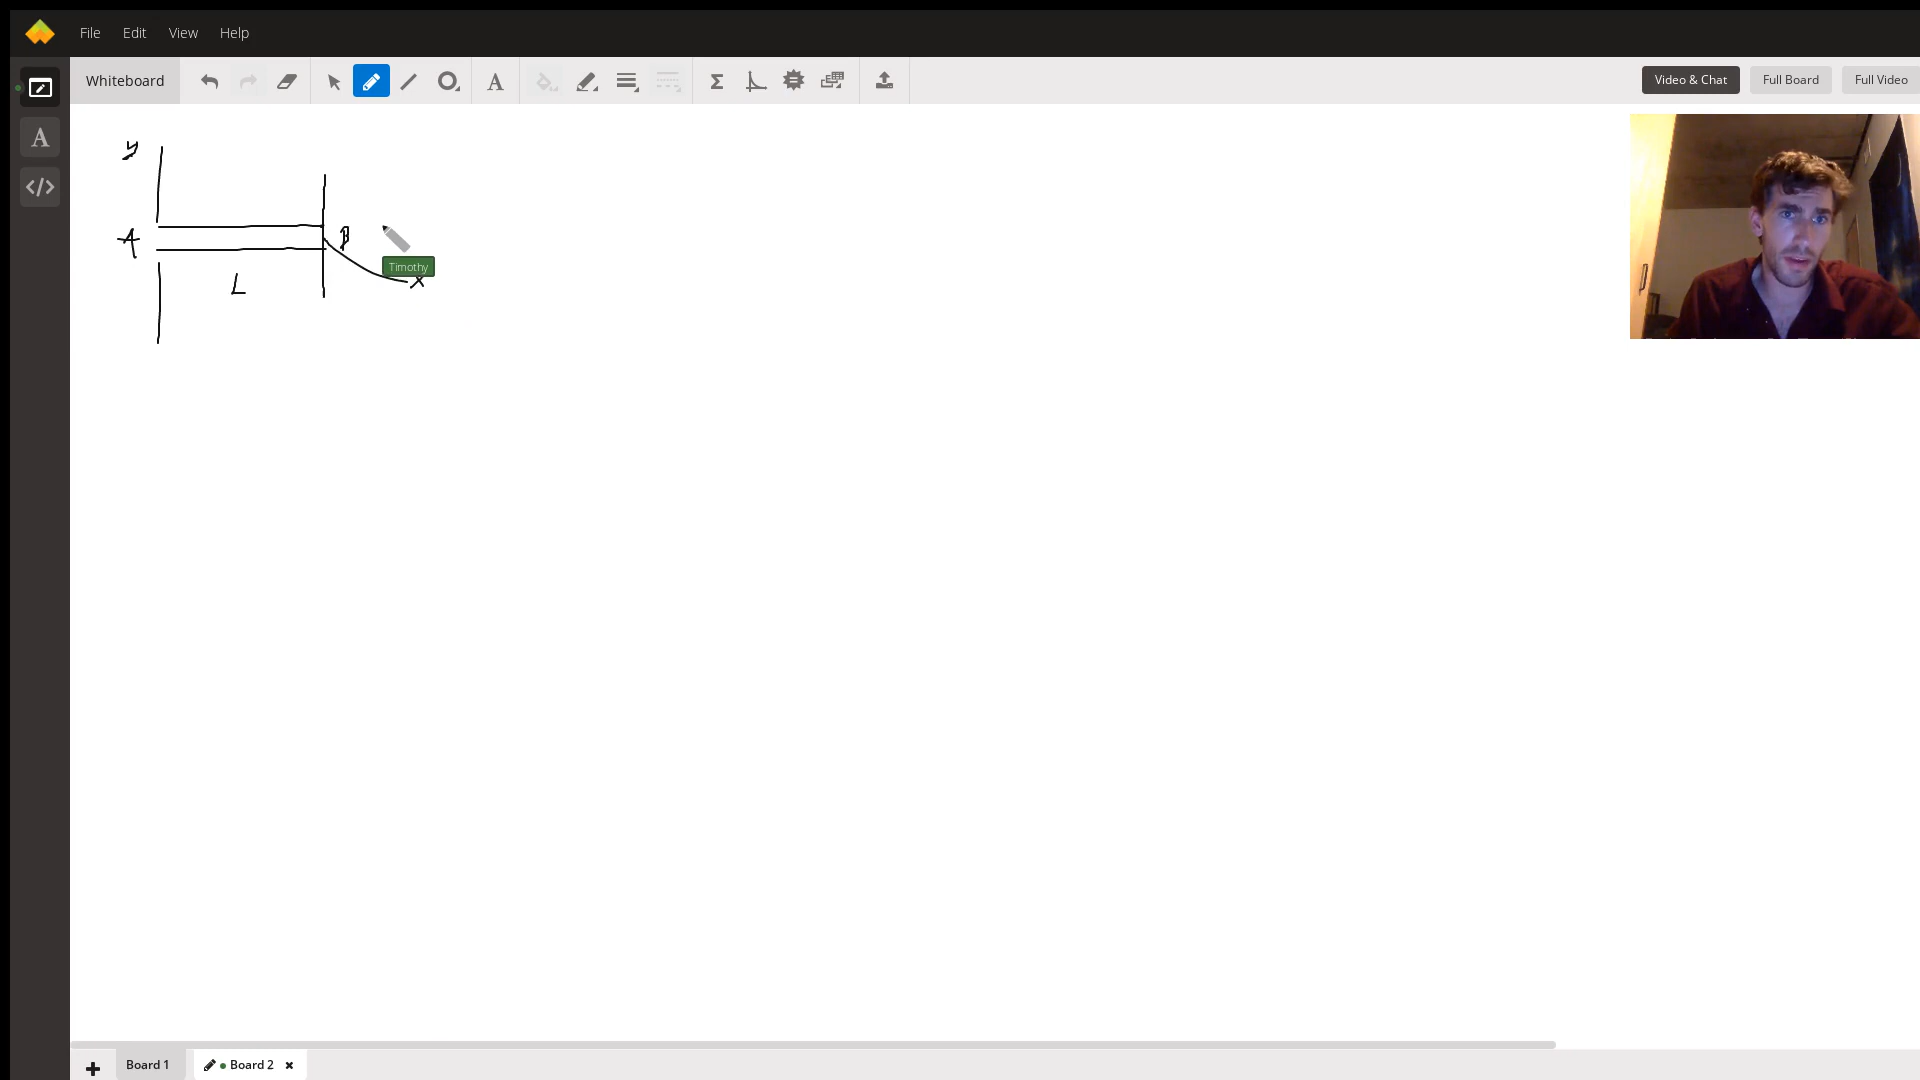 File Edit View Help
Whiteboard A Σ Video & Chat Full Board Full Video
A
</>
y
A B
Timothy
x
L
Board 1 Board 2